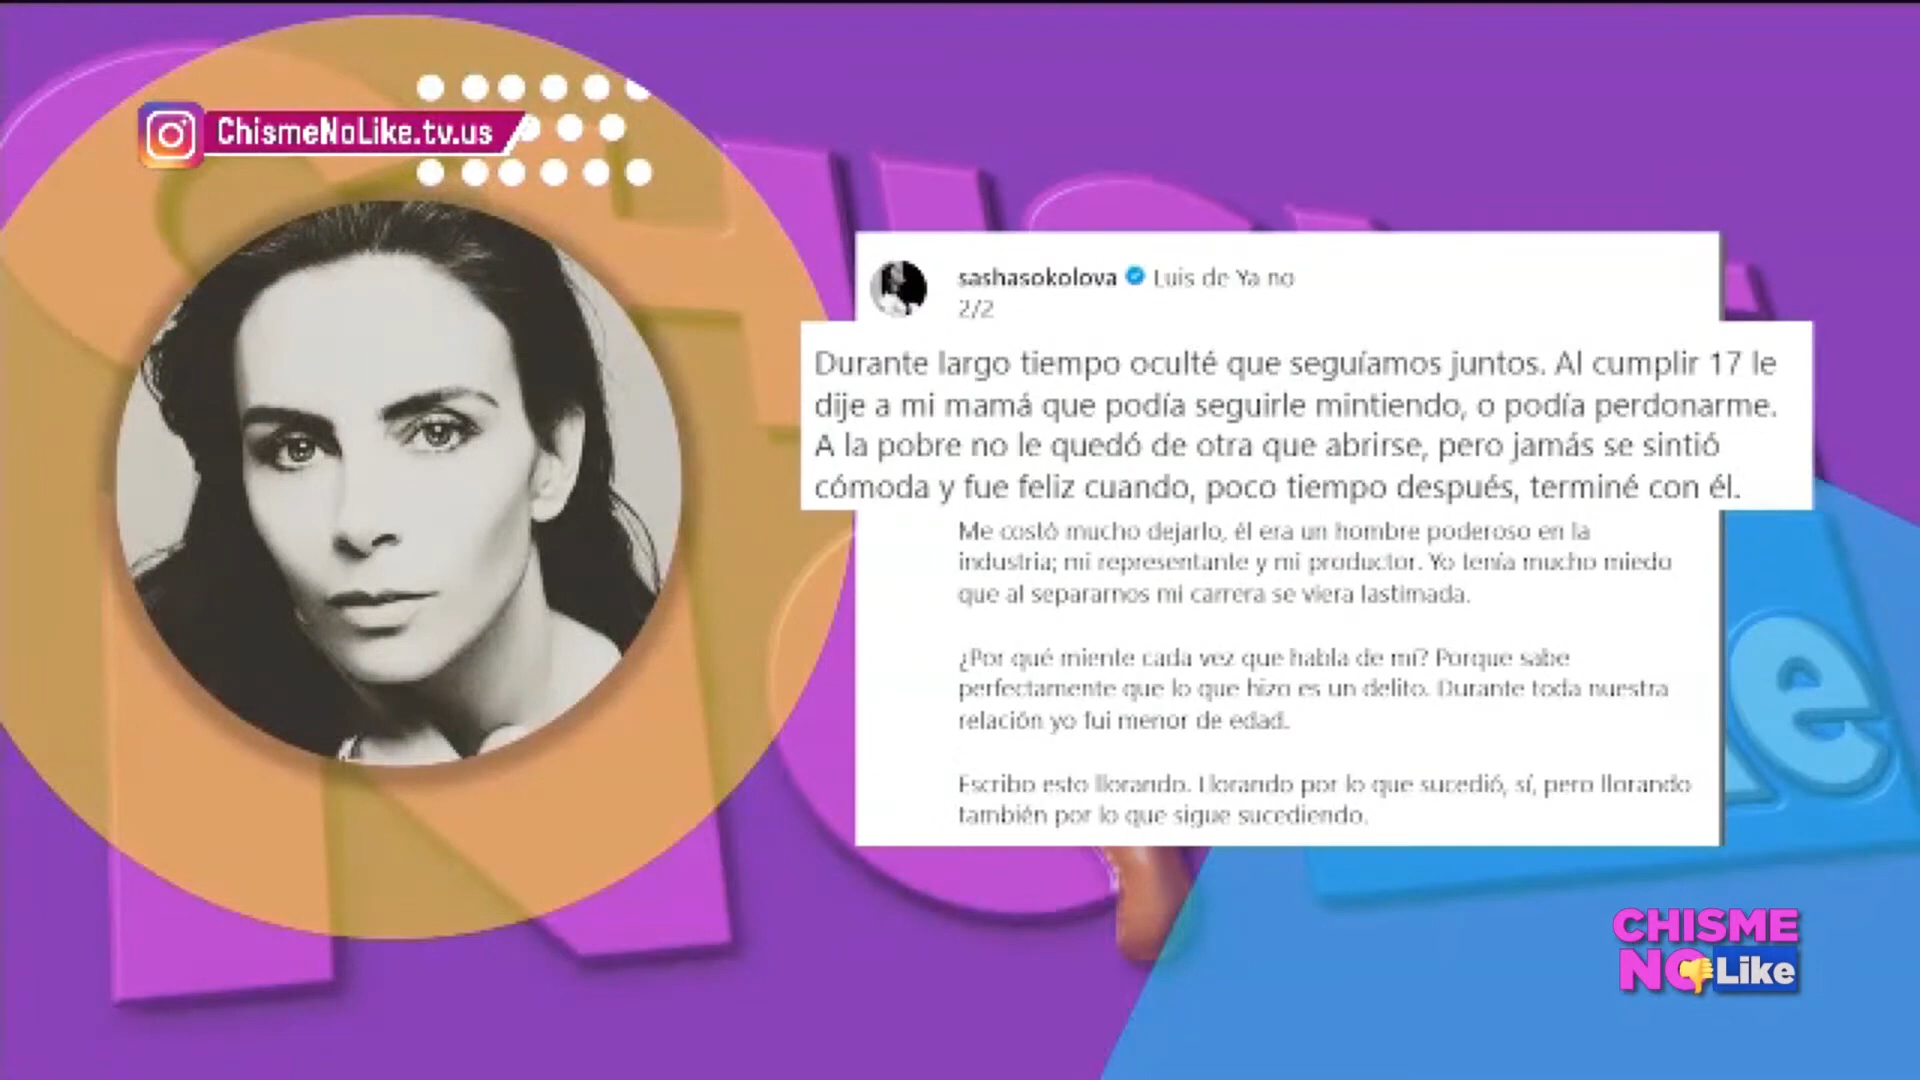 ChismeNoLike.tv.us
sashasokolova Luis de Ya no
2/2
Durante largo tiempo oculté que seguíamos juntos. Al cumplir 17 le
dije a mi mamá que podía seguirle mintiendo, o podía perdonarme.
A la pobre no le quedó de otra que abrirse, pero jamás se sintió
cómoda y fue feliz cuando, poco tiempo después, terminé con él.
Me costó mucho dejarlo, él era un hombre poderoso en la
industria; mi representante y mi productor. Yo tenía mucho miedo
que al separarnos mi carrera se viera lastimada.
¿Por qué miente cada vez que habla de mí? Porque sabe
perfectamente que lo que hizo es un delito. Durante toda nuestra
relación yo fui menor de edad.
Escribo esto llorando. Llorando por lo que sucedió, sí, pero llorando
también por lo que sigue sucediendo.
CHISME
NO Like